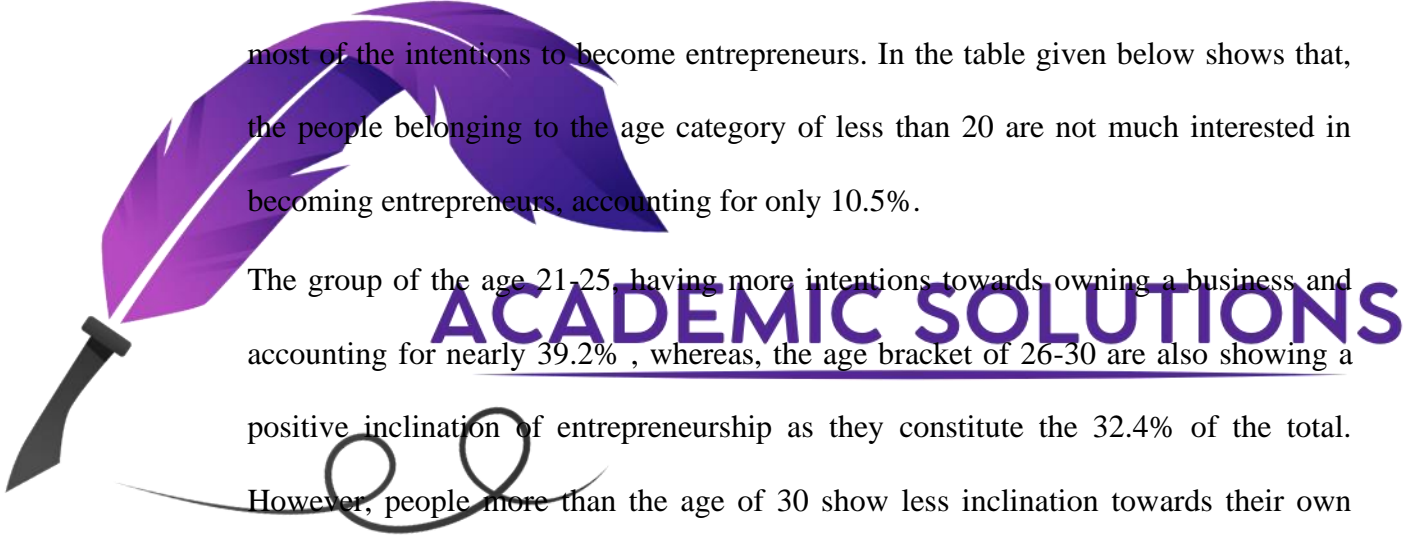 most of the intentions to become entrepreneurs. In the table given below shows that,
the people belonging to the age category of less than 20 are not much interested in
becoming entrepreneurs, accounting for only 10.5%.
The group of the age 21-25, having more intentions towards owning a business and
ACADEMIC SOLUTIONS
accounting for nearly 39.2% , whereas, the age bracket of 26-30 are also showing a
positive inclination of entrepreneurship as they constitute the 32.4% of the total.
However, people more than the age of 30 show less inclination towards their own